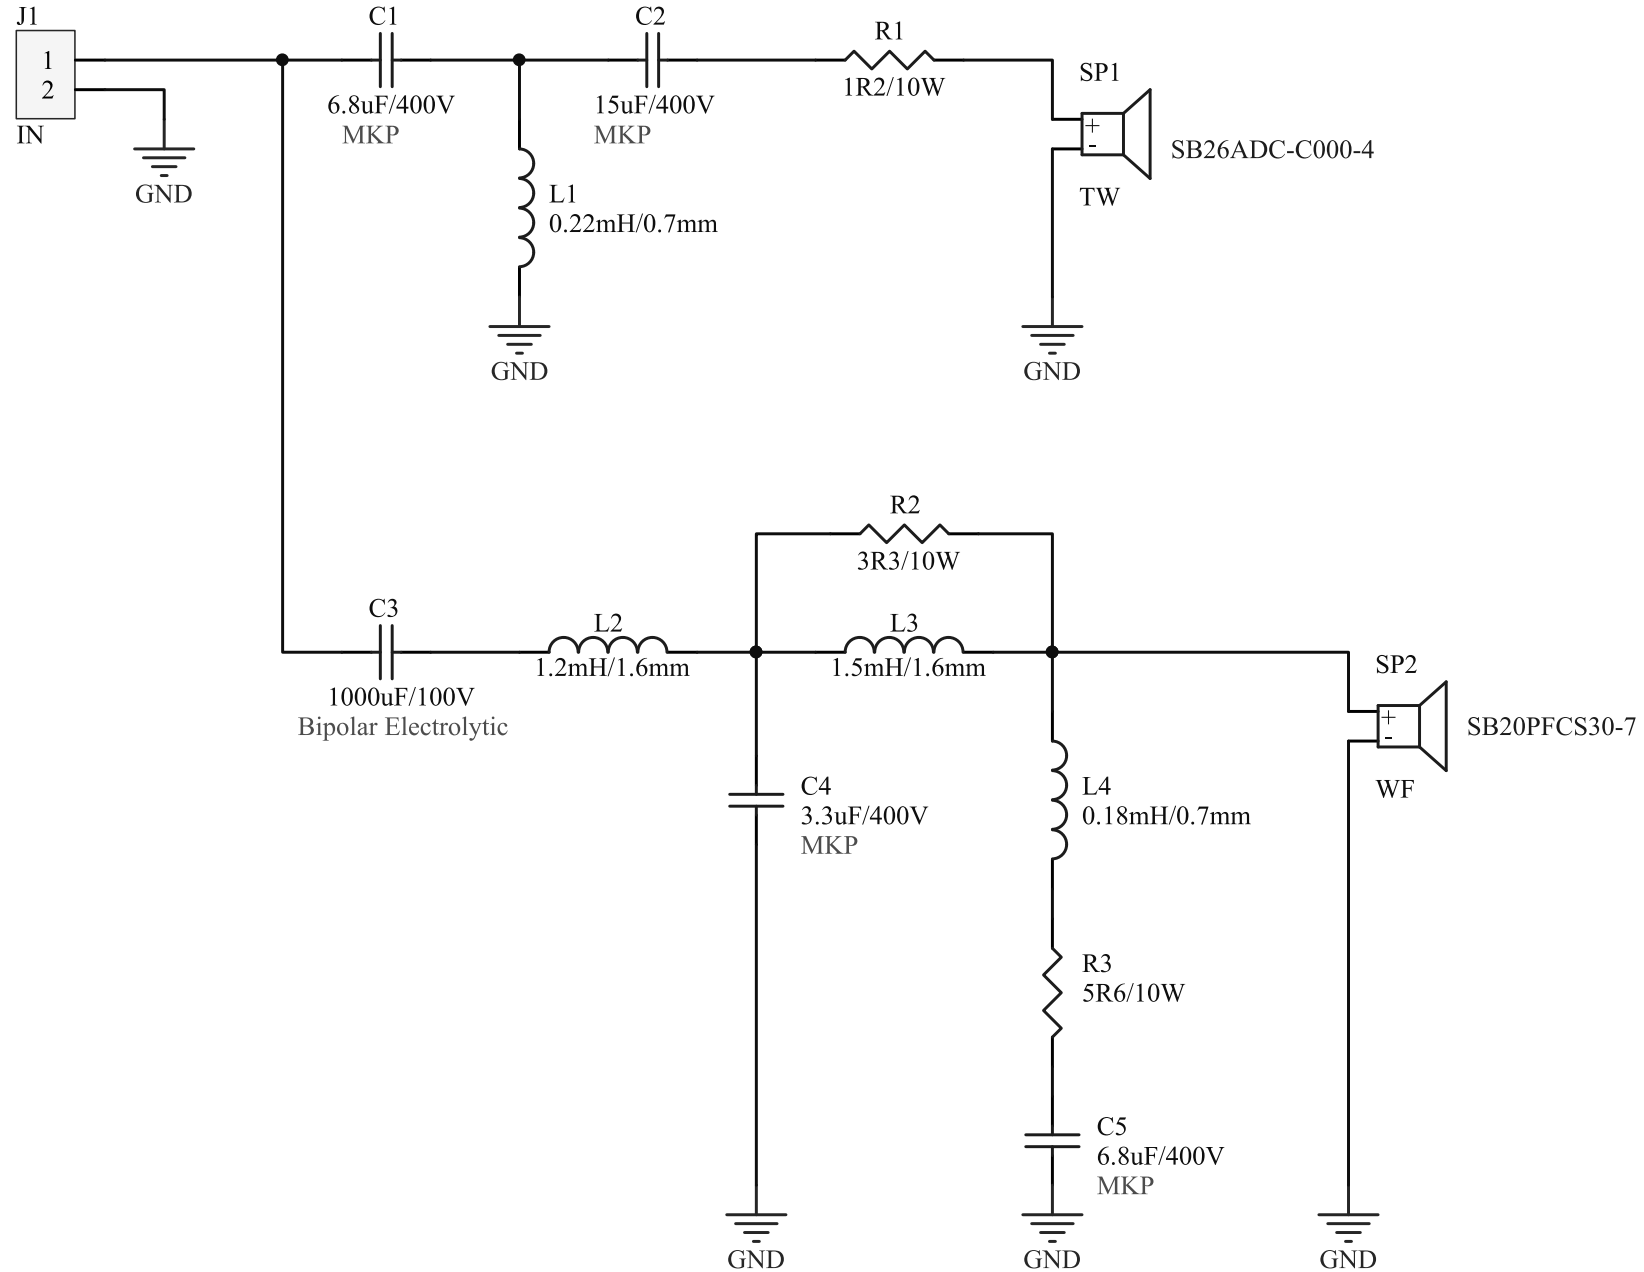 J1
1
2
IN
GND
C1
6.8uF/400V
MKP
C2
15uF/400V
MKP
R1
1R2/10W
SP1
+
-
SB26ADC-C000-4
TW
L1
0.22mH/0.7mm
GND
GND
R2
3R3/10W
C3
1000uF/100V
Bipolar Electrolytic
L2
1.2mH/1.6mm
L3
1.5mH/1.6mm
SP2
+
-
SB20PFCS30-7
WF
C4
3.3uF/400V
MKP
L4
0.18mH/0.7mm
R3
5R6/10W
C5
6.8uF/400V
MKP
GND
GND
GND